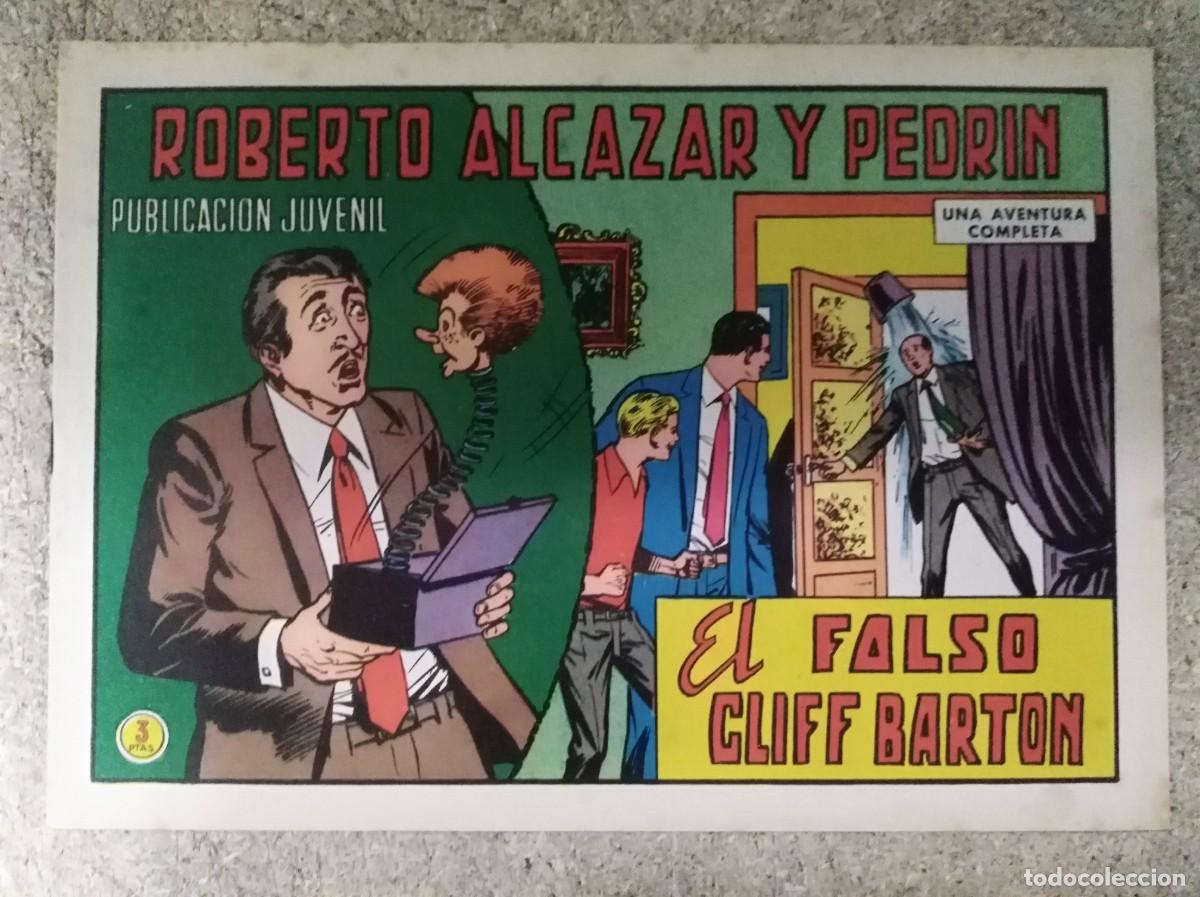 ROBERTO ALCAZAR Y PEDRIN
PUBLICACION JUVENIL
UNA AVENTURA
COMPLETA
El FALSO
CLIFF BARTON
3
PTAS
todocoleccion